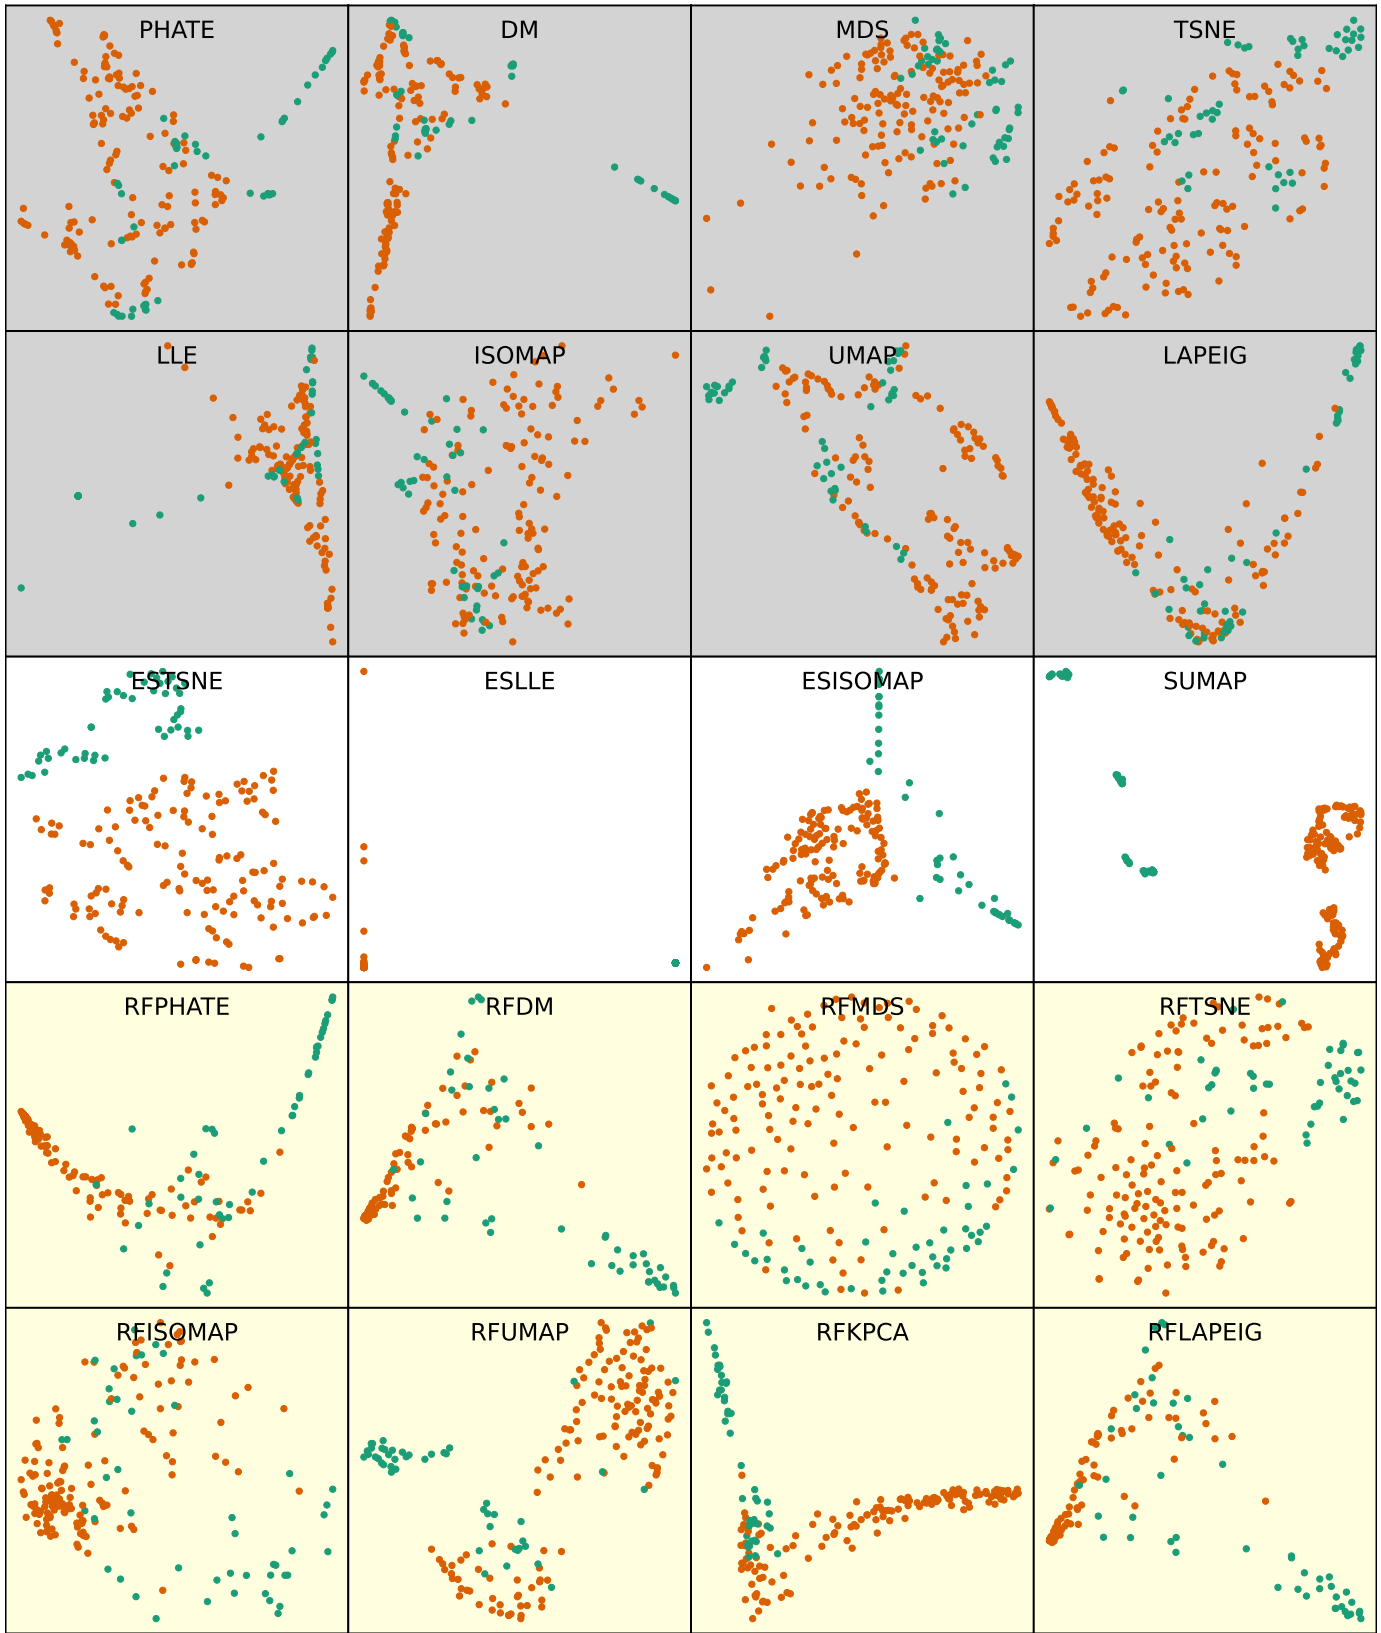 PHATE
DM
MDS
TSNE
LLE
ISOMAP
UMAP
LAPEIG
ESTSNE
ESLLE
ESISOMAP
SUMAP
RFPHATE
RFDM
RFMDS
RFTSNE
RFISOMAP
RFUMAP
RFKPCA
RFLAPEIG